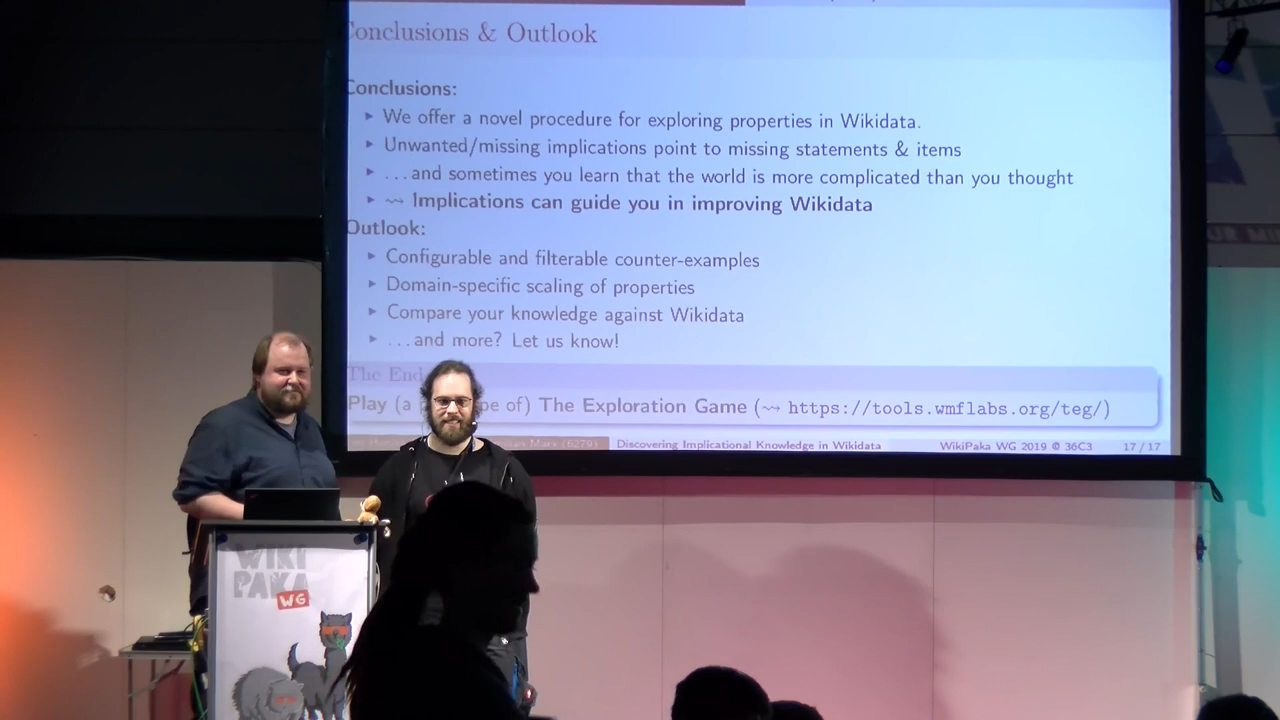 Conclusions & Outlook
Conclusions:
We offer a novel procedure for exploring properties in Wikidata.
Unwanted/missing implications point to missing statements & items
...and sometimes you learn that the world is more complicated than you thought
⇝ Implications can guide you in improving Wikidata
Outlook:
Configurable and filterable counter-examples
Domain-specific scaling of properties
Compare your knowledge against Wikidata
...and more? Let us know!
The End
Play (a pe of) The Exploration Game (⇝ https://tools.wmflabs.org/teg/)
Marx (6279) Discovering Implicational Knowledge in Wikidata WikiPaka WG 2019 @ 36C3 17 / 17
WIKI
PAKA
WG